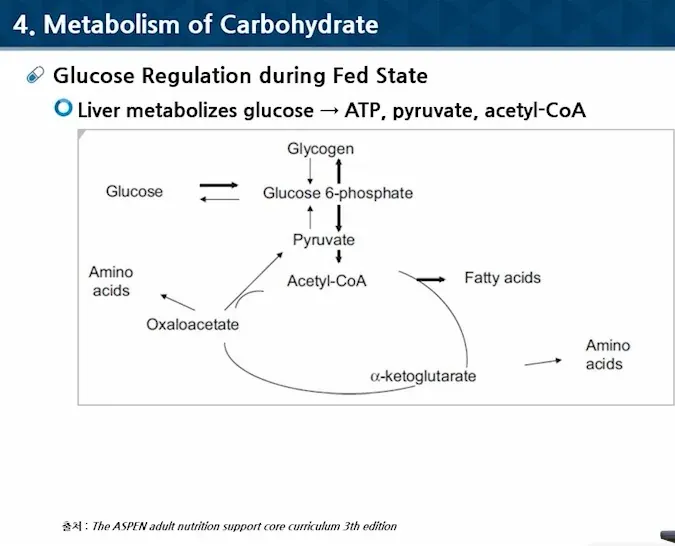 4. Metabolism of Carbohydrate
Glucose Regulation during Fed State
Liver metabolizes glucose → ATP, pyruvate, acetyl-CoA
Glycogen
Glucose
Glucose 6-phosphate
Pyruvate
Amino
acids
Acetyl-CoA
Fatty acids
Oxaloacetate
Amino
acids
α-ketoglutarate
출처 : The ASPEN adult nutrition support core curriculum 3th edition